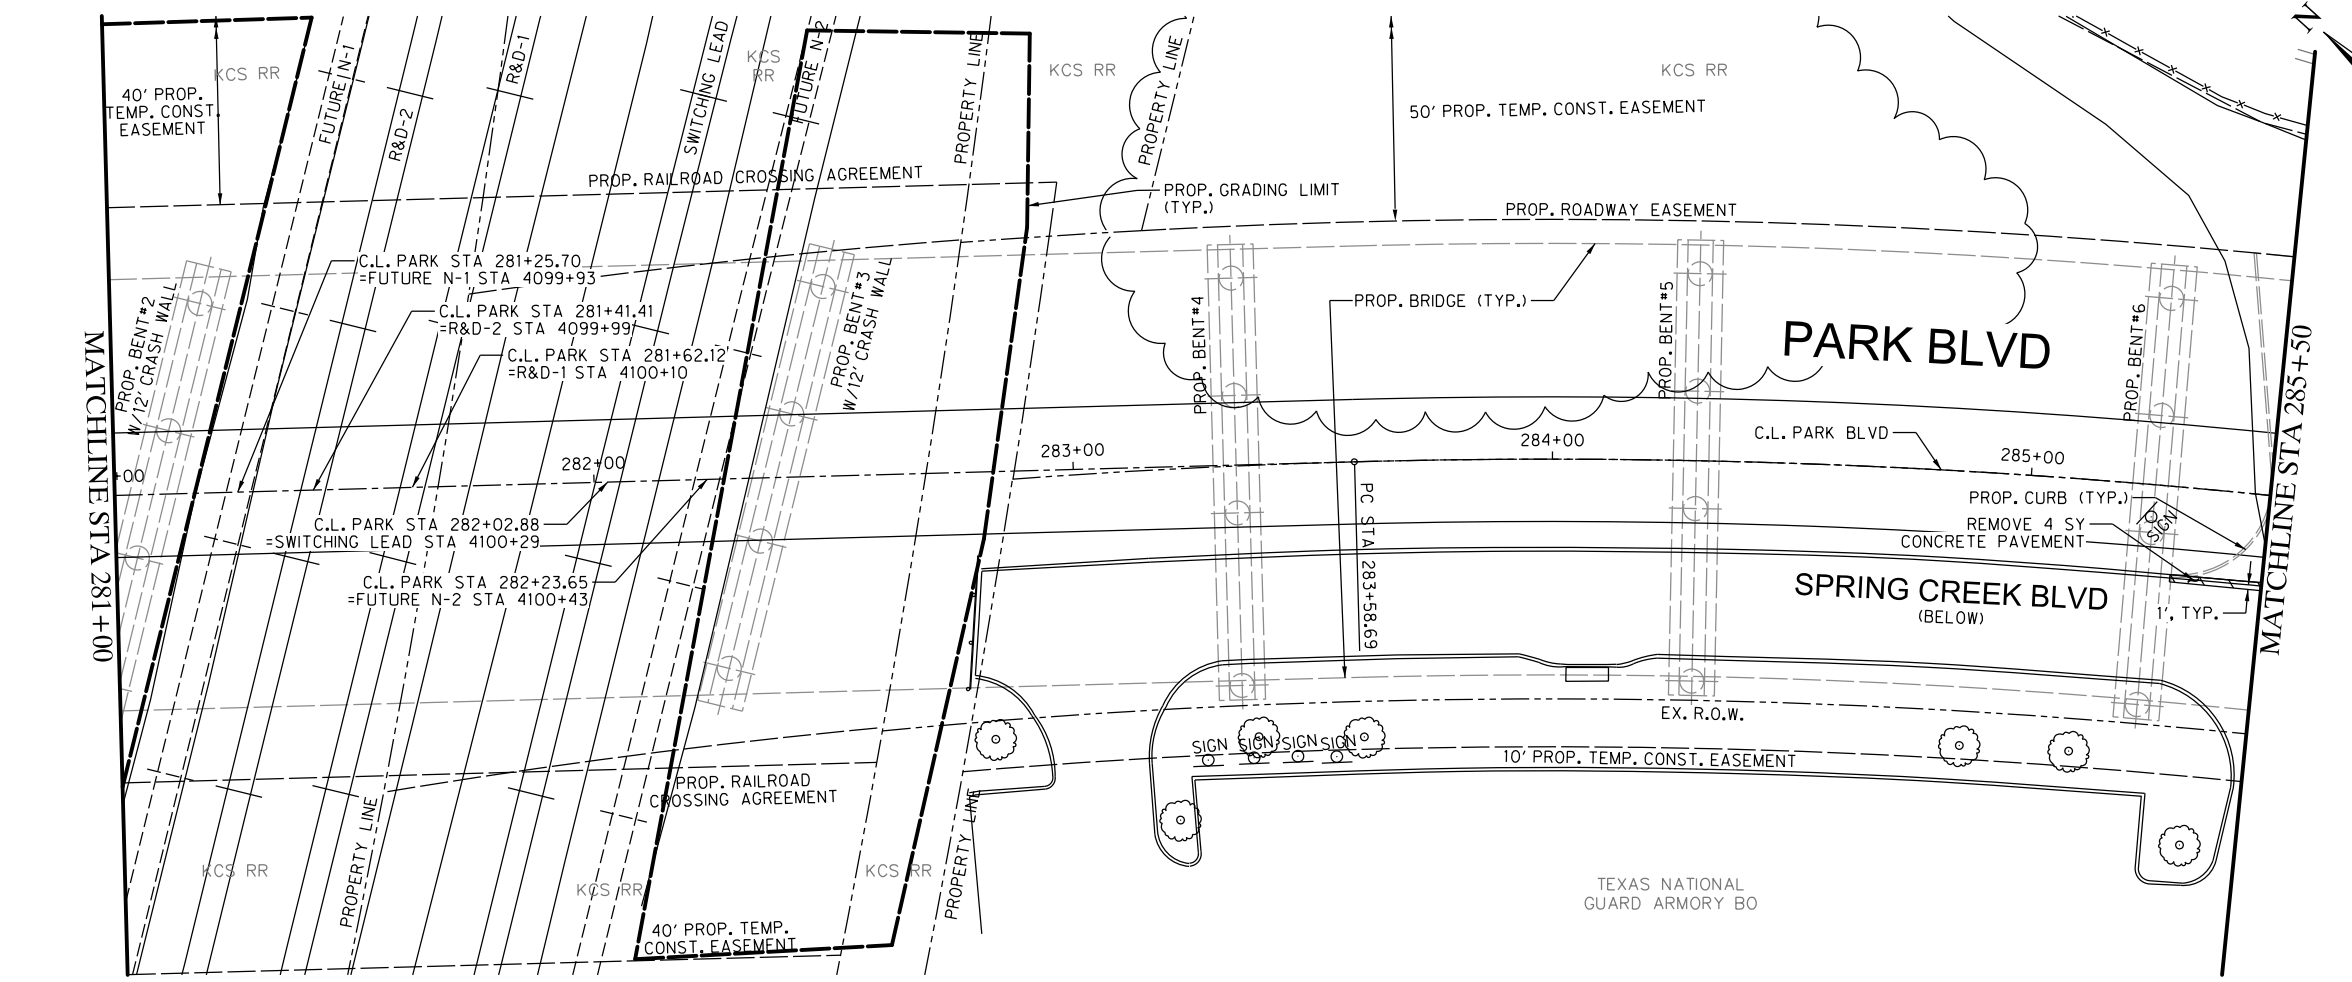 N
KCS RR
40' PROP.
TEMP. CONST.
EASEMENT
FUTURE N-1
R&D-2
R&D-1
SWITCHING LEAD
KCS
RR
FUTURE N-2
PROPERTY LINE
KCS RR
PROPERTY LINE
50' PROP. TEMP. CONST. EASEMENT
KCS RR
PROP. RAILROAD CROSSING AGREEMENT
PROP. GRADING LIMIT
(TYP.)
PROP. ROADWAY EASEMENT
C.L. PARK STA 281+25.70
=FUTURE N-1 STA 4099+93
C.L. PARK STA 281+41.41
=R&D-2 STA 4099+99
C.L. PARK STA 281+62.12
=R&D-1 STA 4100+10
PROP. BENT#2
W/12' CRASH WALL
PROP. BENT#3
W/12' CRASH WALL
PROP. BENT#4
PROP. BRIDGE (TYP.)
PROP. BENT#5
PARK BLVD
PROP. BENT#6
MATCHLINE STA 281+00
MATCHLINE STA 285+50
+00
282+00
283+00
284+00
C.L. PARK BLVD
285+00
PC STA 283+58.69
C.L. PARK STA 282+02.88
=SWITCHING LEAD STA 4100+29
C.L. PARK STA 282+23.65
=FUTURE N-2 STA 4100+43
PROP. CURB (TYP.)
SIGN
REMOVE 4 SY
CONCRETE PAVEMENT
SPRING CREEK BLVD
(BELOW)
1', TYP.
EX. R.O.W.
SIGN SIGN SIGN SIGN
10' PROP. TEMP. CONST. EASEMENT
PROP. RAILROAD
CROSSING AGREEMENT
PROPERTY LINE
PROPERTY LINE
KCS RR
KCS RR
KCS RR
40' PROP. TEMP.
CONST. EASEMENT
TEXAS NATIONAL
GUARD ARMORY BO